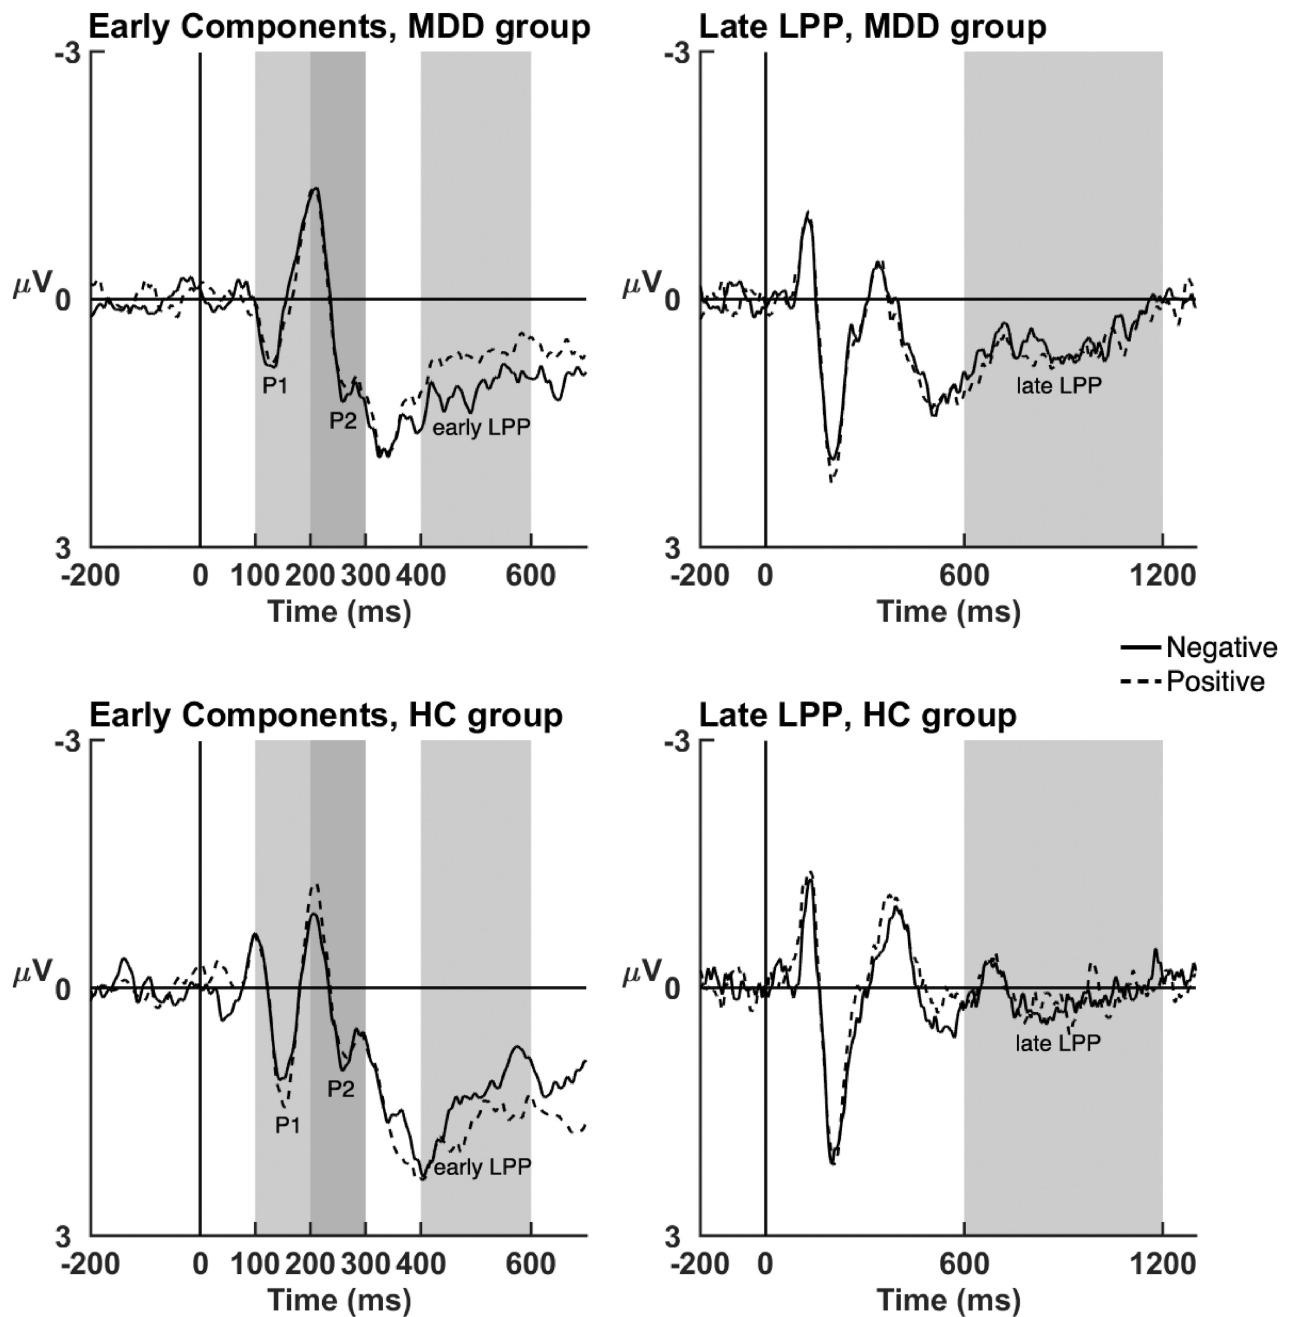 Early Components, MDD group
-3
μV 0
3
P1
P2
early LPP
-200 0 100 200 300 400 600
Time (ms)
Late LPP, MDD group
-3
μV 0
3
late LPP
-200 0 600 1200
Time (ms)
Negative
Positive
Early Components, HC group
-3
μV 0
3
P1
P2
early LPP
-200 0 100 200 300 400 600
Time (ms)
Late LPP, HC group
-3
μV 0
3
late LPP
-200 0 600 1200
Time (ms)